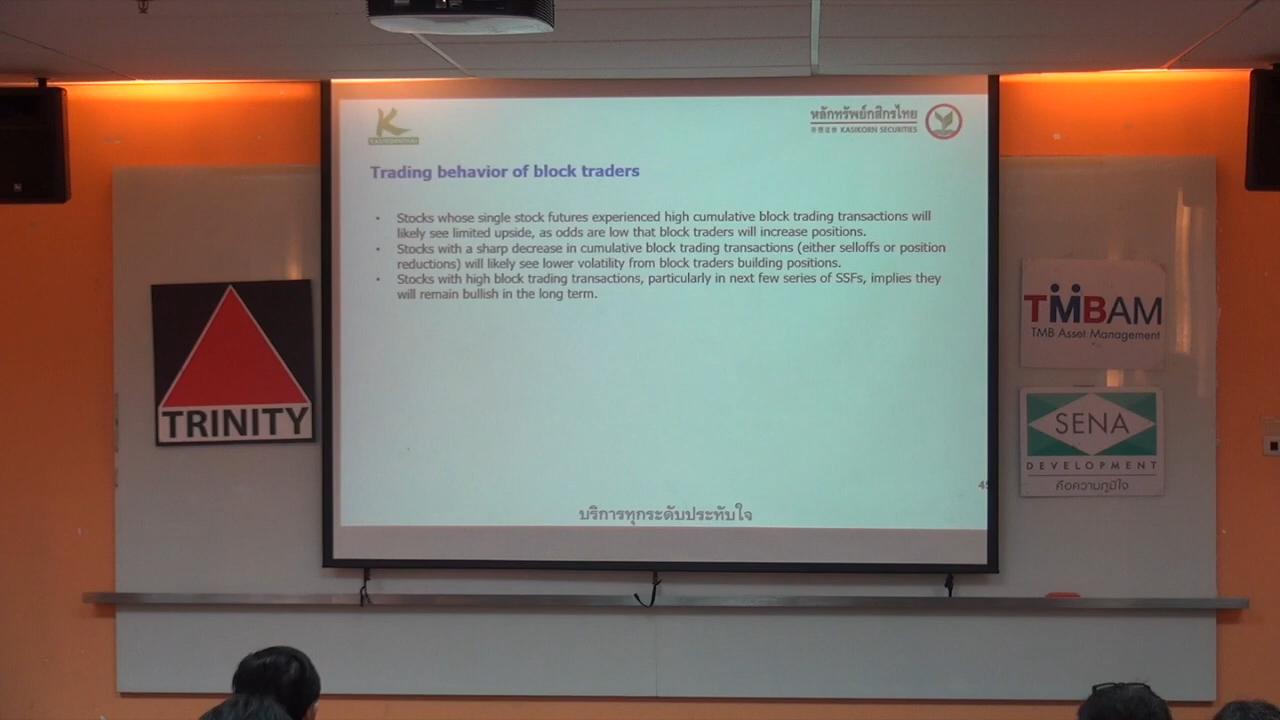 K
หลักทรัพย์กสิกรไทย
KASIKORN SECURITIES
Trading behavior of block traders
• Stocks whose single stock futures experienced high cumulative block trading transactions will
likely see limited upside, as odds are low that block traders will increase positions.
• Stocks with a sharp decrease in cumulative block trading transactions (either selloffs or position
reductions) will likely see lower volatility from block traders building positions.
• Stocks with high block trading transactions, particularly in next few series of SSFs, implies they
will remain bullish in the long term.
บริการทุกระดับประทับใจ
TRINITY
TMBAM
TMB Asset Management
SENA
DEVELOPMENT
คือความภูมิใจ